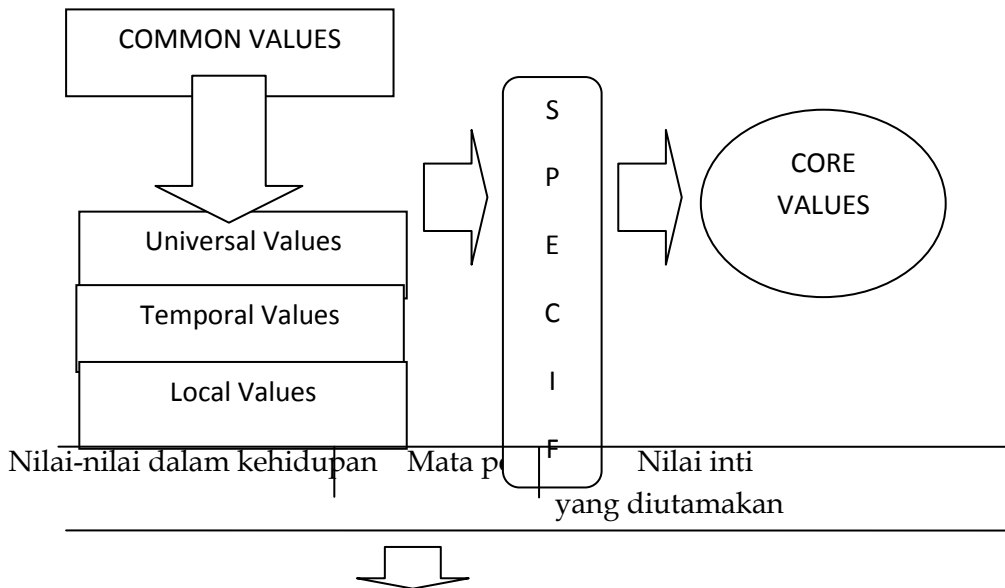 COMMON VALUES
Universal Values
Temporal Values
Local Values
S
P
E
C
I
F
CORE
VALUES
Nilai-nilai dalam kehidupan
Mata
Nilai inti
yang diutamakan